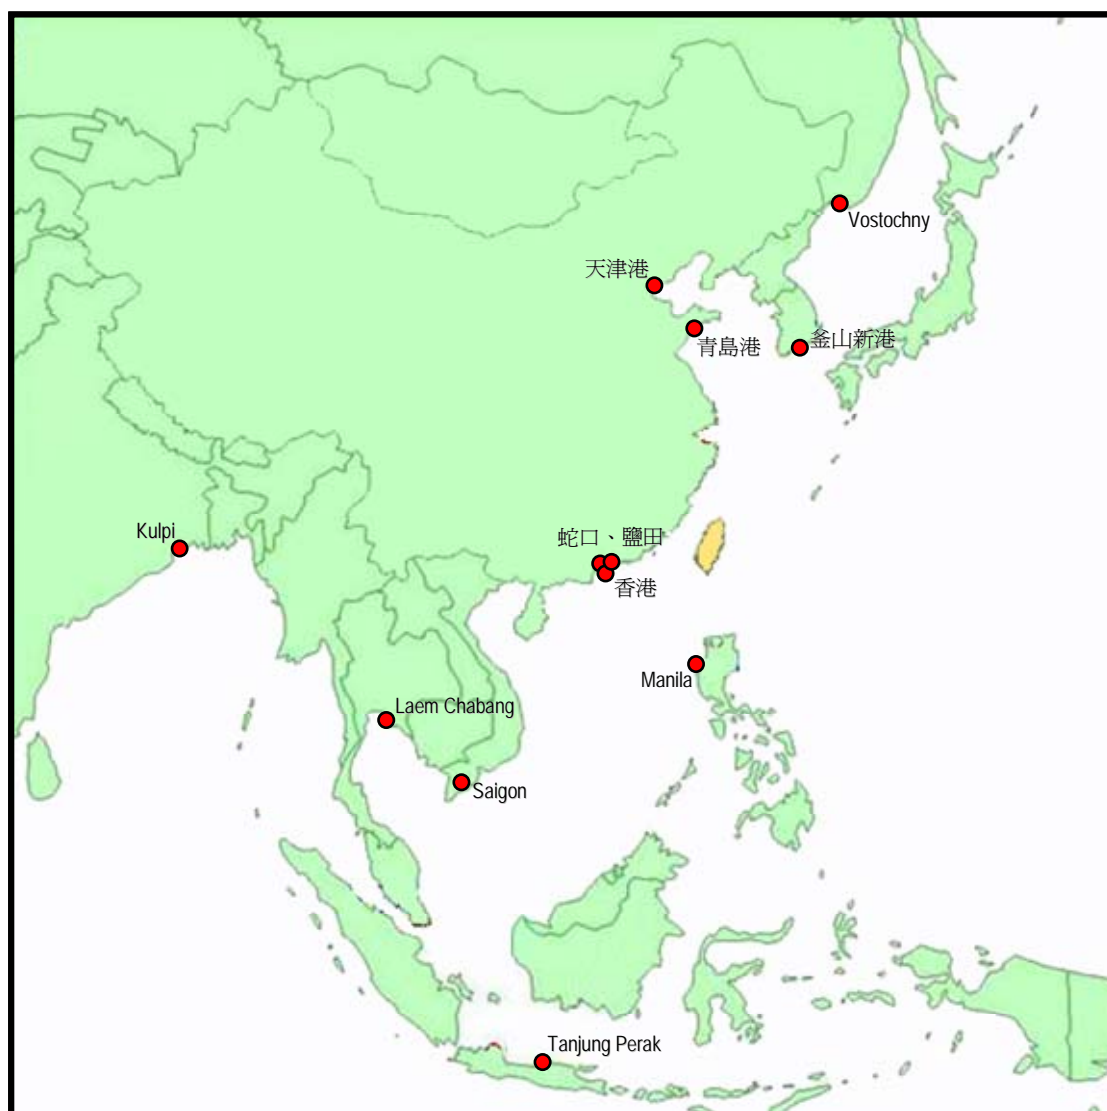 Vostochny
天津港
青島港
釜山新港
Kulpi
蛇口、鹽田
香港
Manila
Laem Chabang
Saigon
Tanjung Perak